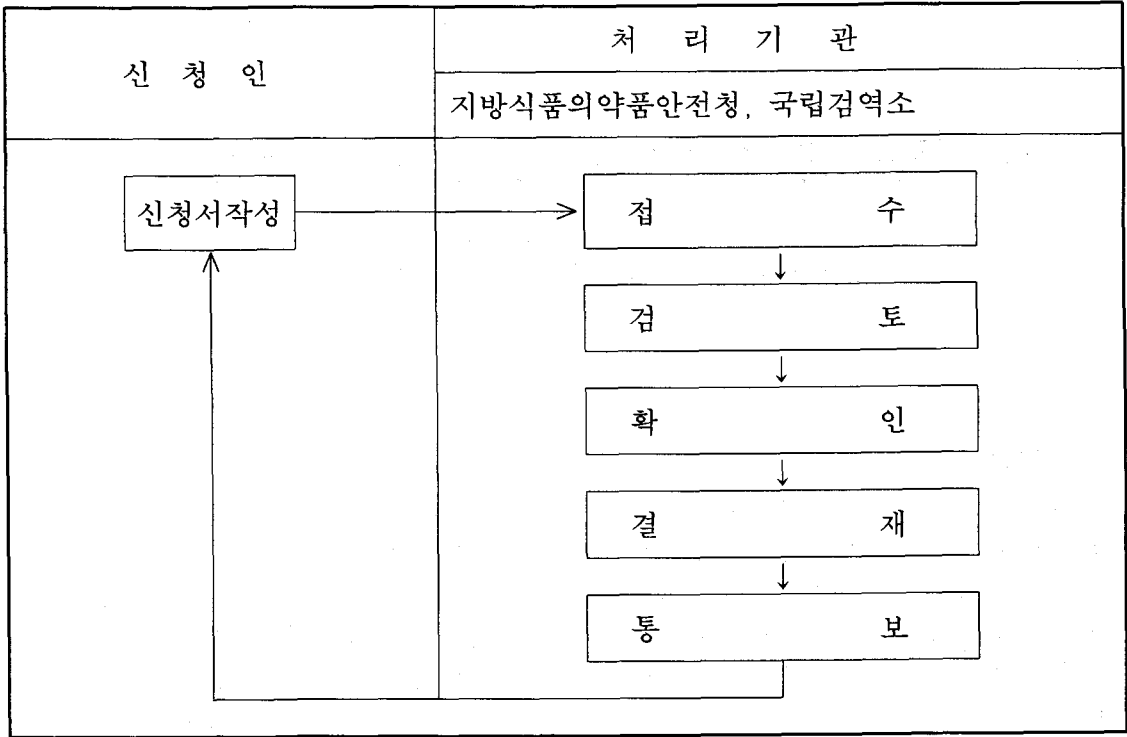 신 청 인
처 리 기 관
지방식품의약품안전청, 국립검역소
신청서작성
접 수
검 토
확 인
결 재
통 보